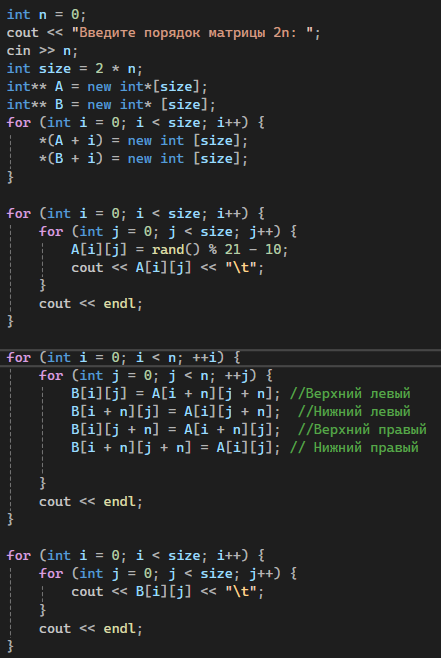 int n = 0;
cout << "Введите порядок матрицы 2n: ";
cin >> n;
int size = 2 * n;
int** A = new int*[size];
int** B = new int* [size];
for (int i = 0; i < size; i++) {
    *(A + i) = new int [size];
    *(B + i) = new int [size];
}

for (int i = 0; i < size; i++) {
    for (int j = 0; j < size; j++) {
        A[i][j] = rand() % 21 - 10;
        cout << A[i][j] << "\t";
    }
    cout << endl;
}

for (int i = 0; i < n; ++i) {
    for (int j = 0; j < n; ++j) {
        B[i][j] = A[i + n][j + n]; //Верхний левый
        B[i + n][j] = A[i][j + n];  //Нижний левый
        B[i][j + n] = A[i + n][j];  //Верхний правый
        B[i + n][j + n] = A[i][j]; // Нижний правый

    }
    cout << endl;
}

for (int i = 0; i < size; i++) {
    for (int j = 0; j < size; j++) {
        cout << B[i][j] << "\t";
    }
    cout << endl;
}